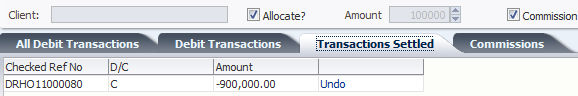 Client: Allocate? Amount 100000 Commission
All Debit Transactions Debit Transactions Transactions Settled Commissions
Checked Ref No D/C Amount
DRHO11000080 C -900,000.00 Undo